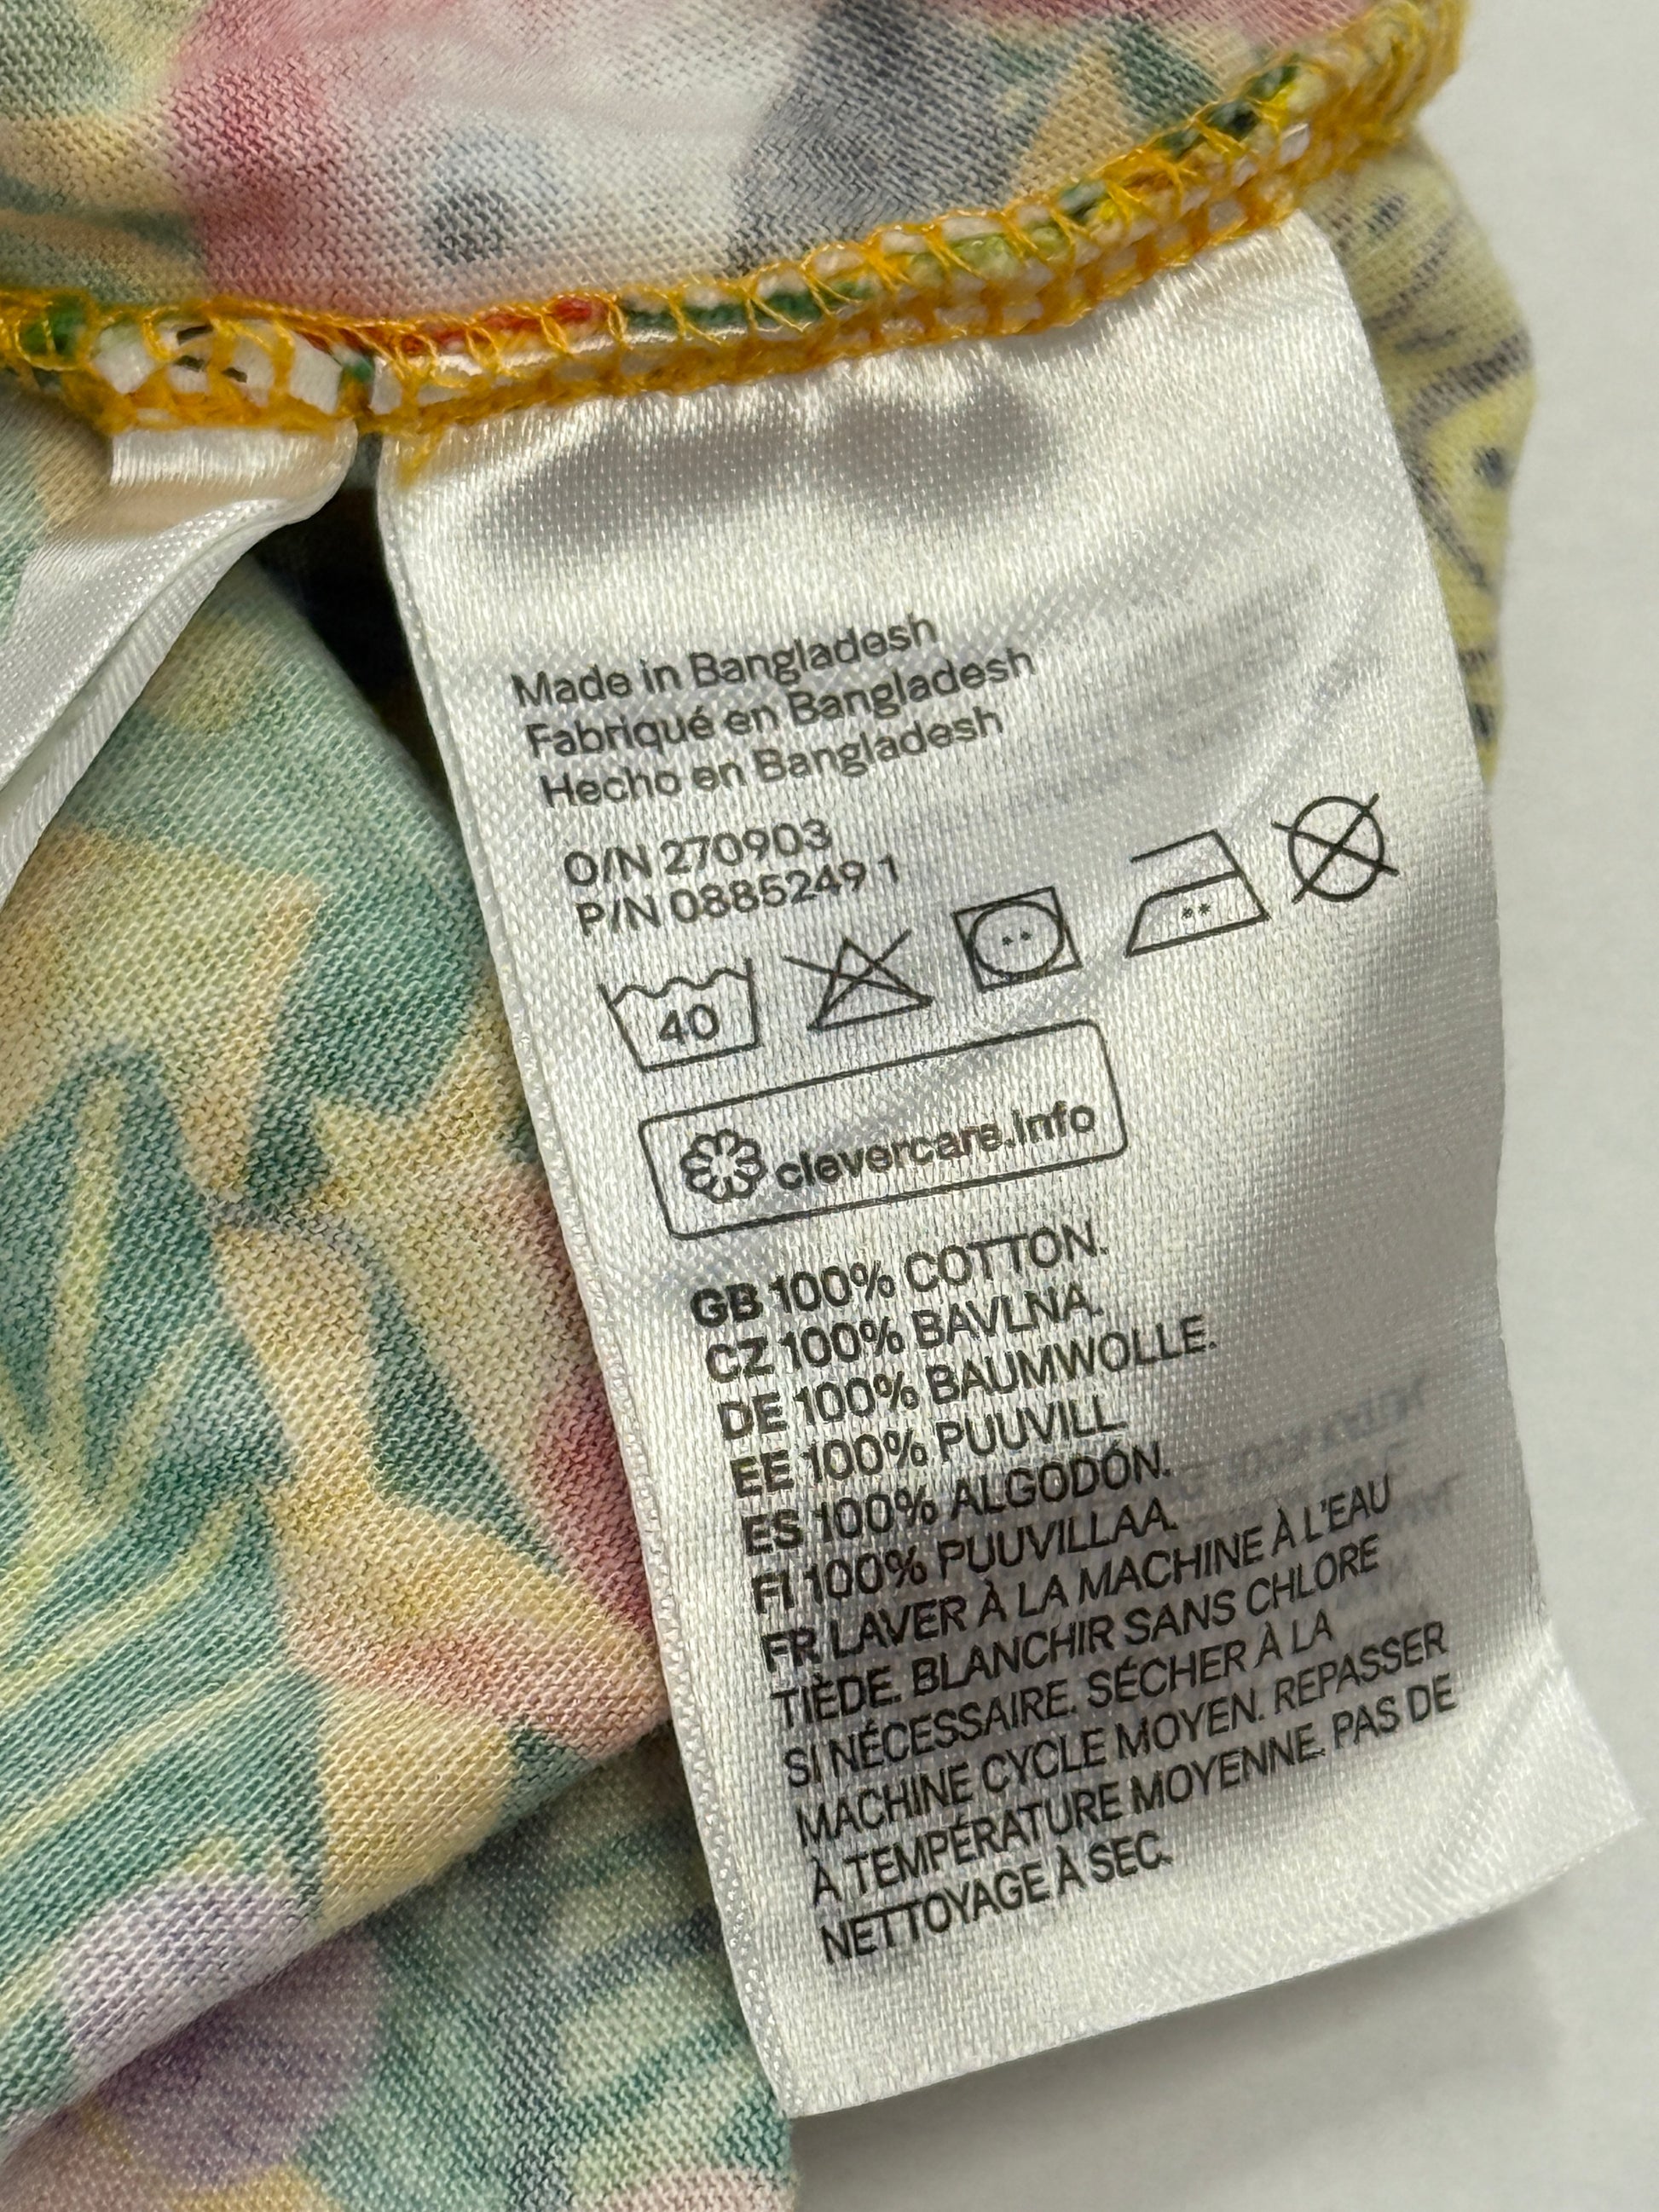 Made in Bangladesh
Fabriqué en Bangladesh
Hecho en Bangladesh
O/N 270903
P/N 0885249 1
40
clevercare.info
GB 100% COTTON.
CZ 100% BAVLNA.
DE 100% BAUMWOLLE.
EE 100% PUUVILL.
ES 100% ALGODÓN.
FI 100% PUUVILLAA.
FR LAVER À LA MACHINE À L'EAU
TIÈDE. BLANCHIR SANS CHLORE
SI NÉCESSAIRE. SÉCHER À LA
MACHINE CYCLE MOYEN. REPASSER
À TEMPÉRATURE MOYENNE. PAS DE
NETTOYAGE À SEC.